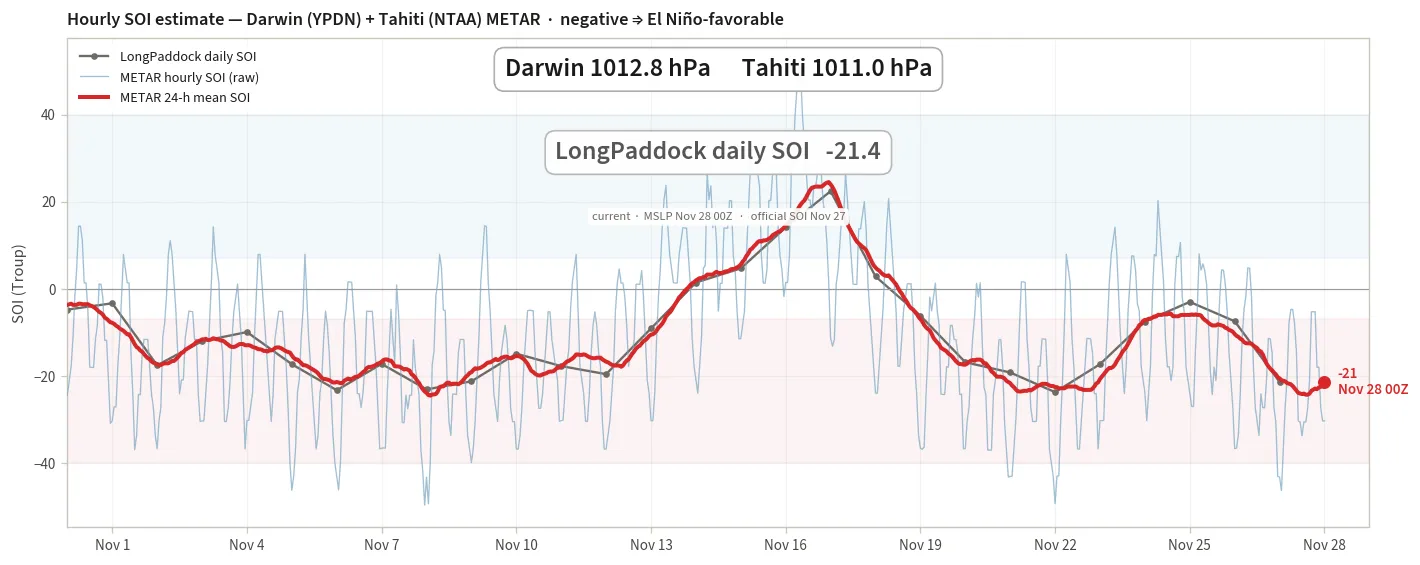 Hourly SOI estimate — Darwin (YPDN) + Tahiti (NTAA) METAR · negative ⇒ El Niño-favorable
LongPaddock daily SOI
METAR hourly SOI (raw)
METAR 24-h mean SOI
Darwin 1012.8 hPa Tahiti 1011.0 hPa
LongPaddock daily SOI -21.4
current · MSLP Nov 28 00Z · official SOI Nov 27
SOI (Troup)
40
20
0
−20
−40
-21
Nov 28 00Z
Nov 1 Nov 4 Nov 7 Nov 10 Nov 13 Nov 16 Nov 19 Nov 22 Nov 25 Nov 28